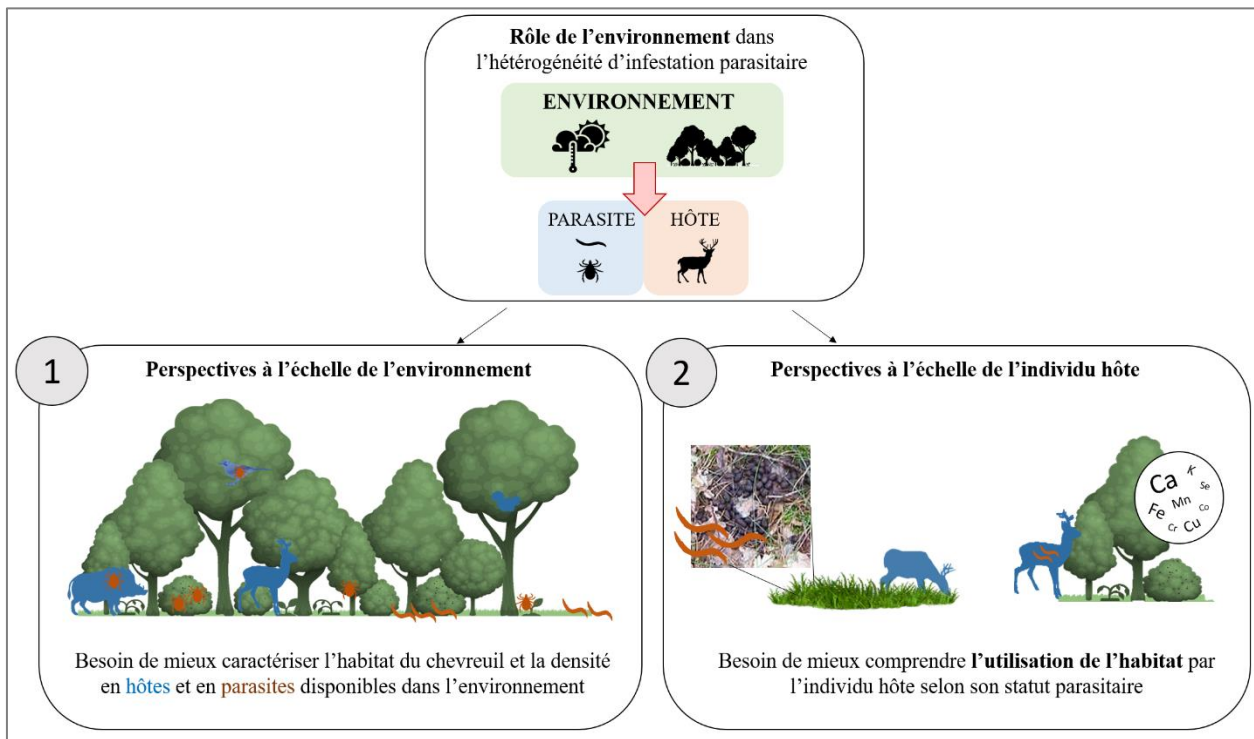 Rôle de l’environnement dans
l’hétérogénéité d’infestation parasitaire
ENVIRONNEMENT
PARASITE
HÔTE
1
Perspectives à l’échelle de l’environnement
Besoin de mieux caractériser l’habitat du chevreuil et la densité
en hôtes et en parasites disponibles dans l’environnement
2
Perspectives à l’échelle de l’individu hôte
Ca K Se
Fe Mn Co
Cr Cu
Besoin de mieux comprendre l’utilisation de l’habitat par
l’individu hôte selon son statut parasitaire